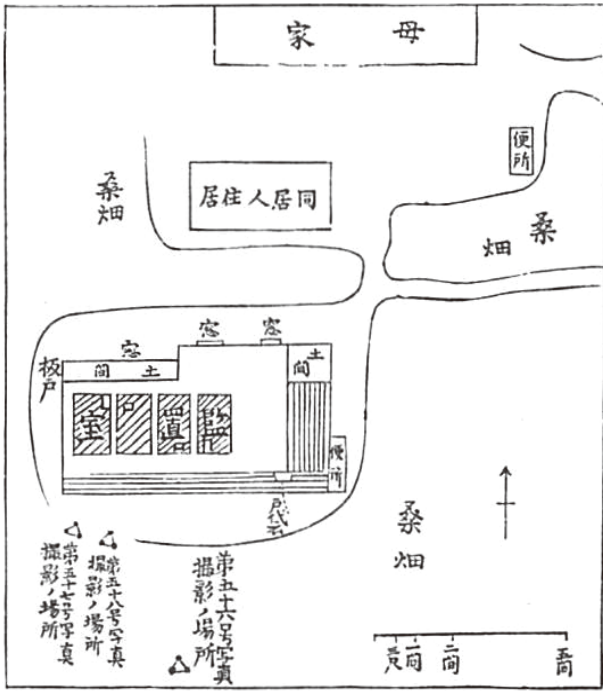 母家
便所
桑畑
同居人住居
桑畑
窓
窓
窓
土間
土間
板戸
監置室
便所
桑畑
第五十六号写真
撮影ノ場所
第五十八号写真
撮影ノ場所
第五十七号写真
撮影ノ場所
三尺
一間
二間
五間